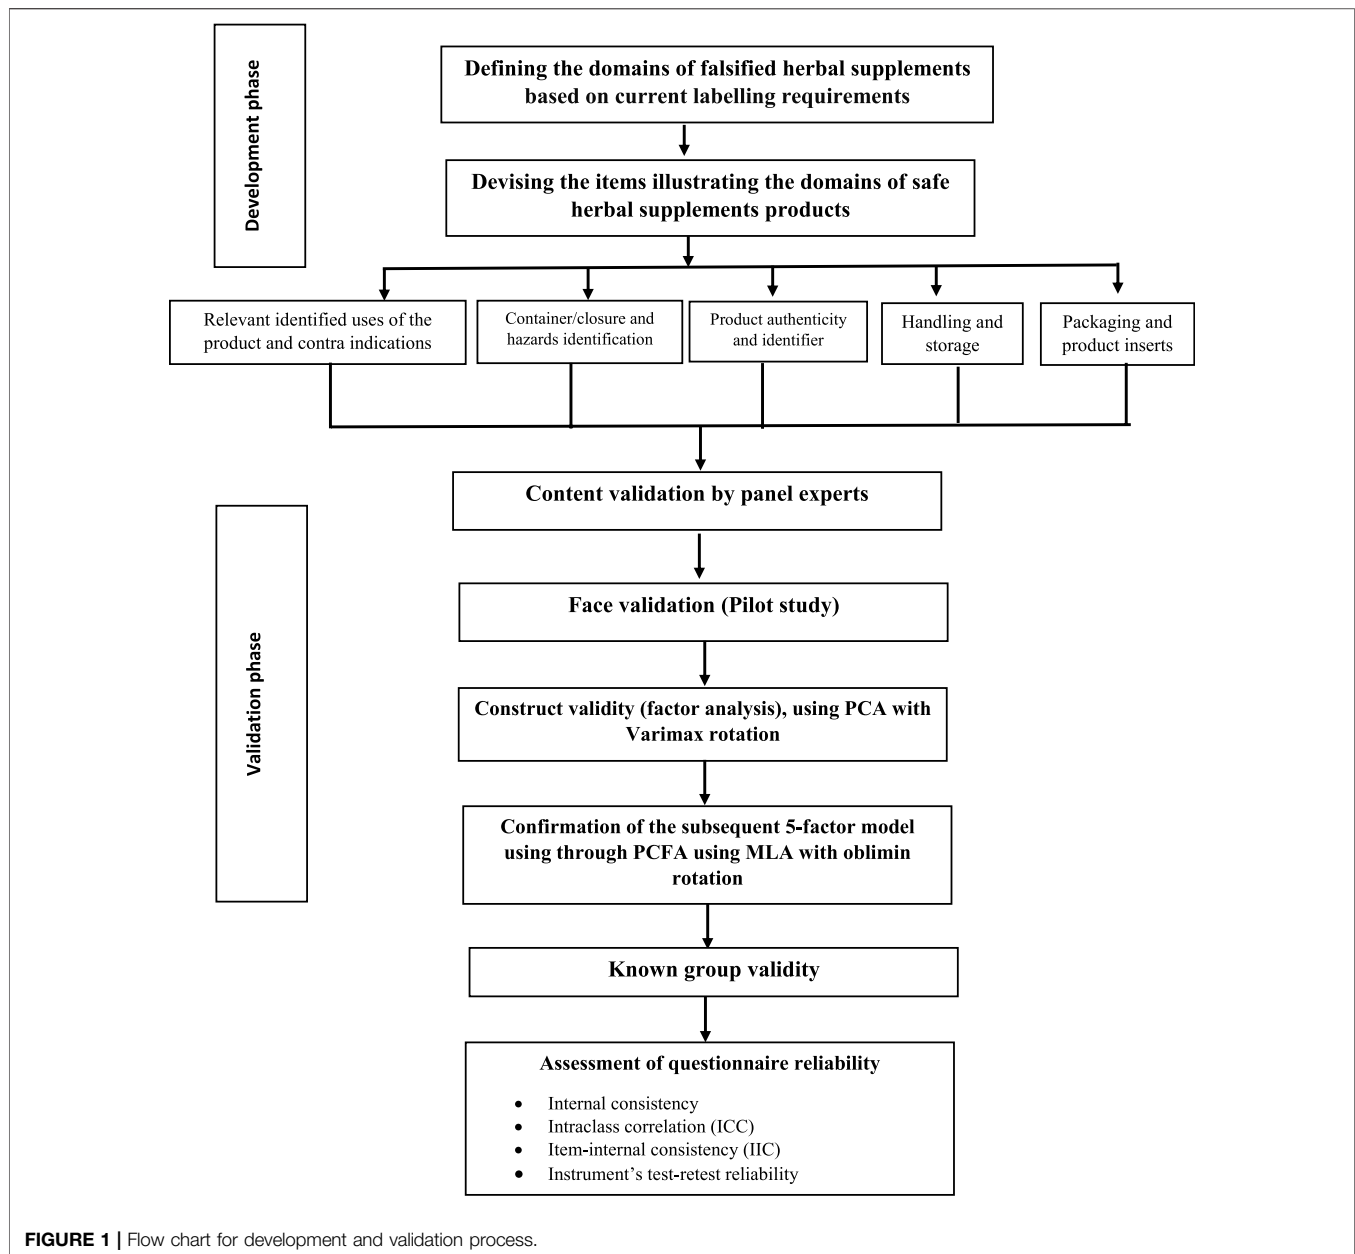 Development phase
Defining the domains of falsified herbal supplements
based on current labelling requirements
Devising the items illustrating the domains of safe
herbal supplements products
Relevant identified uses of the
product and contra indications
Container/closure and
hazards identification
Product authenticity
and identifier
Handling and
storage
Packaging and
product inserts
Validation phase
Content validation by panel experts
Face validation (Pilot study)
Construct validity (factor analysis), using PCA with
Varimax rotation
Confirmation of the subsequent 5-factor model
using through PCFA using MLA with oblimin
rotation
Known group validity
Assessment of questionnaire reliability
• Internal consistency
• Intraclass correlation (ICC)
• Item-internal consistency (IIC)
• Instrument’s test-retest reliability
FIGURE 1 | Flow chart for development and validation process.